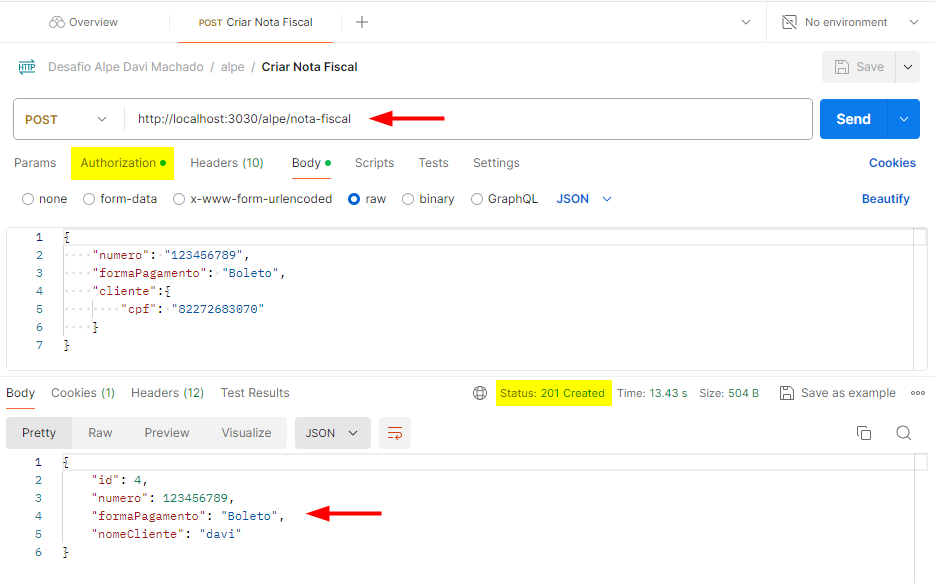 Overview
POST Criar Nota Fiscal
No environment
HTTP Desafio Alpe Davi Machado / alpe / Criar Nota Fiscal
Save
POST http://localhost:3030/alpe/nota-fiscal
Send
Params Authorization Headers (10) Body Scripts Tests Settings Cookies
none form-data x-www-form-urlencoded raw binary GraphQL JSON Beautify
1 {
2 "numero": "123456789",
3 "formaPagamento": "Boleto",
4 "cliente":{
5 "cpf": "82272683070"
6 }
7 }
Body Cookies (1) Headers (12) Test Results Status: 201 Created Time: 13.43 s Size: 504 B Save as example
Pretty Raw Preview Visualize JSON
1 {
2 "id": 4,
3 "numero": 123456789,
4 "formaPagamento": "Boleto",
5 "nomeCliente": "davi"
6 }